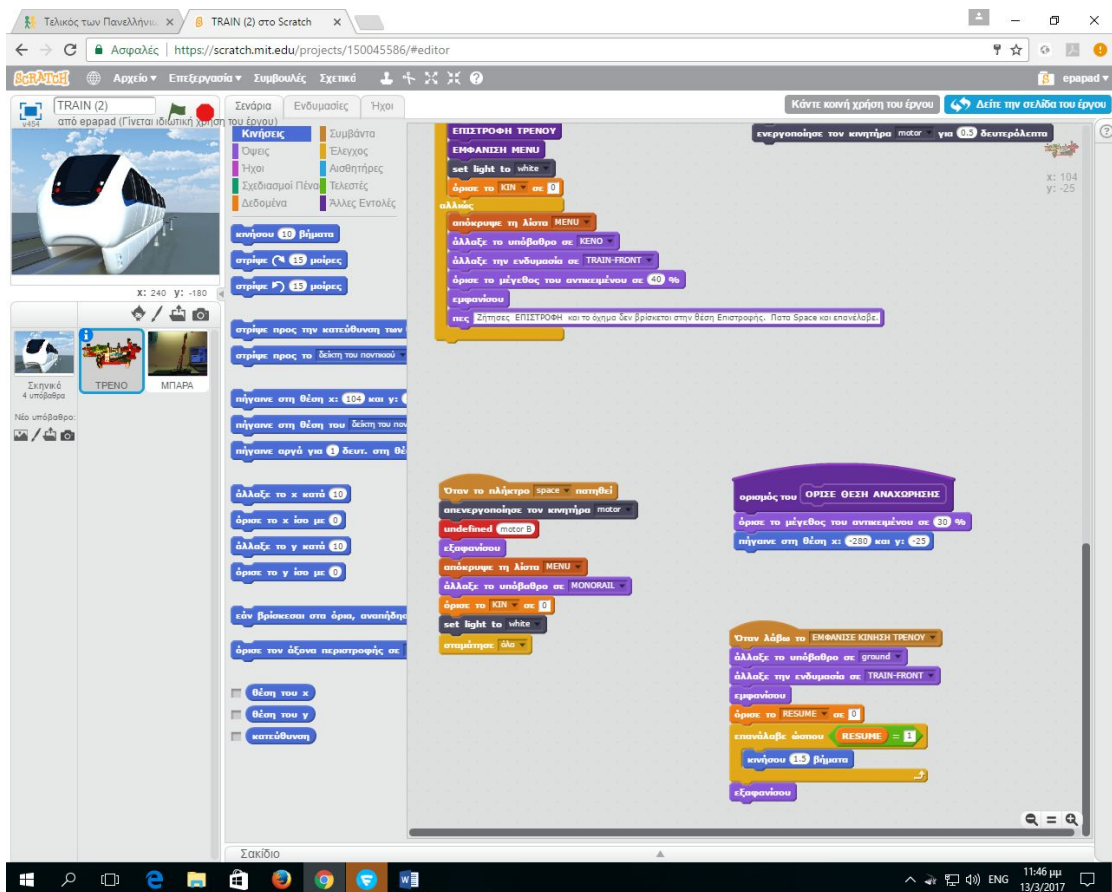 Τελικός των Πανελλήνιω
TRAIN (2) στο Scratch
Ασφαλές | https://scratch.mit.edu/projects/150045586/#editor
SCRATCH Αρχείο Επεξεργασία Συμβουλές Σχετικά epapad
TRAIN (2)
από epapad (Γίνεται ιδιωτική χρήση του έργου)
v454
Σενάρια Ενδυμασίες Ήχοι
Κάντε κοινή χρήση του έργου Δείτε την σελίδα του έργου
Κινήσεις Συμβάντα
Όψεις Έλεγχος
Ήχοι Αισθητήρες
Σχεδιασμοί Πένα Τελεστές
Δεδομένα Άλλες Εντολές
κινήσου 10 βήματα
στρίψε 15 μοίρες
στρίψε 15 μοίρες
στρίψε προς την κατεύθυνση των
στρίψε προς το δείκτη του ποντικιού
πήγαινε στη θέση x: 104 και y:
πήγαινε στη θέση του δείκτη του πον
πήγαινε αργά για 1 δευτ. στη θέ
άλλαξε το x κατά 10
όρισε το x ίσο με 0
άλλαξε το y κατά 10
όρισε το y ίσο με 0
εάν βρίσκεσαι στα όρια, αναπήδησ
όρισε τον άξονα περιστροφής σε
θέση του x
θέση του y
κατεύθυνση
x: 240 y: -180
Σκηνικό
4 υπόβαθρα
ΤΡΕΝΟ
ΜΠΑΡΑ
Νέο υπόβαθρο:
ΕΠΙΣΤΡΟΦΗ ΤΡΕΝΟΥ
ΕΜΦΑΝΙΣΗ MENU
set light to white
όρισε το KIN σε 0
αλλιώς
απόκρυψε τη λίστα MENU
άλλαξε το υπόβαθρο σε KENO
άλλαξε την ενδυμασία σε TRAIN-FRONT
όρισε το μέγεθος του αντικειμένου σε 40 %
εμφανίσου
πες Ζήτησες ΕΠΙΣΤΡΟΦΗ και το όχημα δεν βρίσκεται στην θέση Επιστροφής. Πατα Space και επανέλαβε.
ενεργοποίησε τον κινητήρα motor για 0.5 δευτερόλεπτα
x: 104
y: -25
Όταν το πλήκτρο space πατηθεί
απενεργοποίησε τον κινητήρα motor
undefined motor B
εξαφανίσου
απόκρυψε τη λίστα MENU
άλλαξε το υπόβαθρο σε MONORAIL
όρισε το KIN σε 0
set light to white
σταμάτησε όλα
ορισμός του ΟΡΙΣΕ ΘΕΣΗ ΑΝΑΧΩΡΗΣΗΣ
όρισε το μέγεθος του αντικειμένου σε 30 %
πήγαινε στη θέση x: -280 και y: -25
Όταν λάβω το ΕΜΦΑΝΙΣΕ ΚΙΝΗΣΗ ΤΡΕΝΟΥ
άλλαξε το υπόβαθρο σε ground
άλλαξε την ενδυμασία σε TRAIN-FRONT
εμφανίσου
όρισε το RESUME σε 0
επανάλαβε ώσπου RESUME = 1
κινήσου 1.5 βήματα
εξαφανίσου
Σακίδιο
ENG
11:46 μμ
13/3/2017